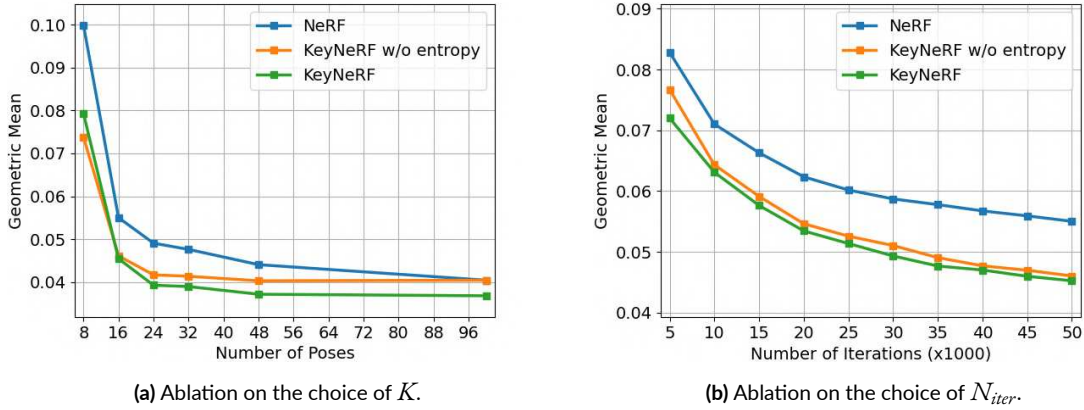 0.10
0.09
0.08
0.07
0.06
0.05
0.04
Geometric Mean
NeRF
KeyNeRF w/o entropy
KeyNeRF
8 16 24 32 40 48 56 64 72 80 88 96
Number of Poses
(a) Ablation on the choice of K.
0.09
0.08
0.07
0.06
0.05
0.04
Geometric Mean
NeRF
KeyNeRF w/o entropy
KeyNeRF
5 10 15 20 25 30 35 40 45 50
Number of Iterations (x1000)
(b) Ablation on the choice of N_iter.